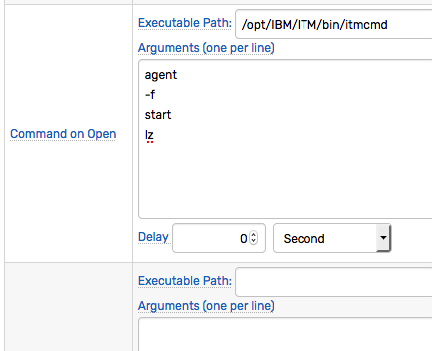 Executable Path: /opt/IBM/ITM/bin/itmcmd
Arguments (one per line)
agent
-f
start
lz
Command on Open
Delay 0 Second
Executable Path:
Arguments (one per line)